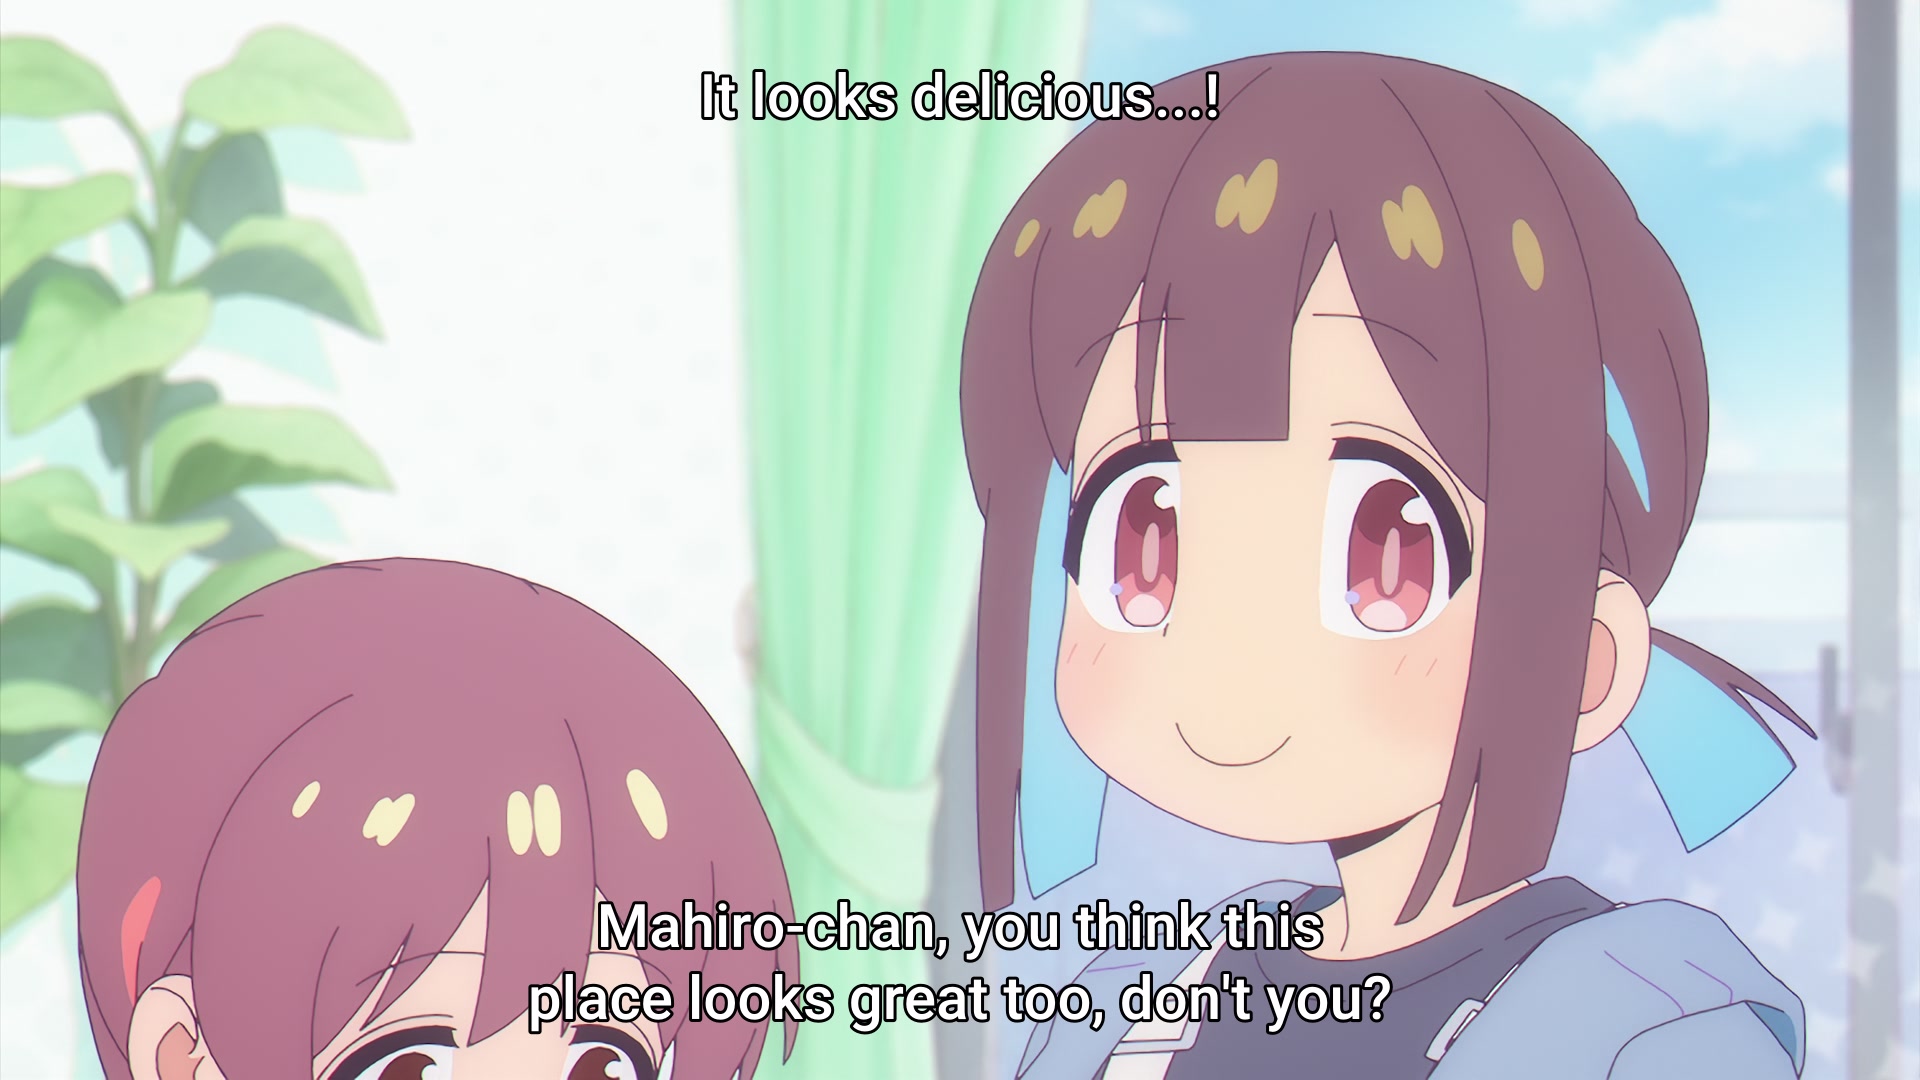 It looks delicious...!
Mahiro-chan, you think this
place looks great too, don't you?